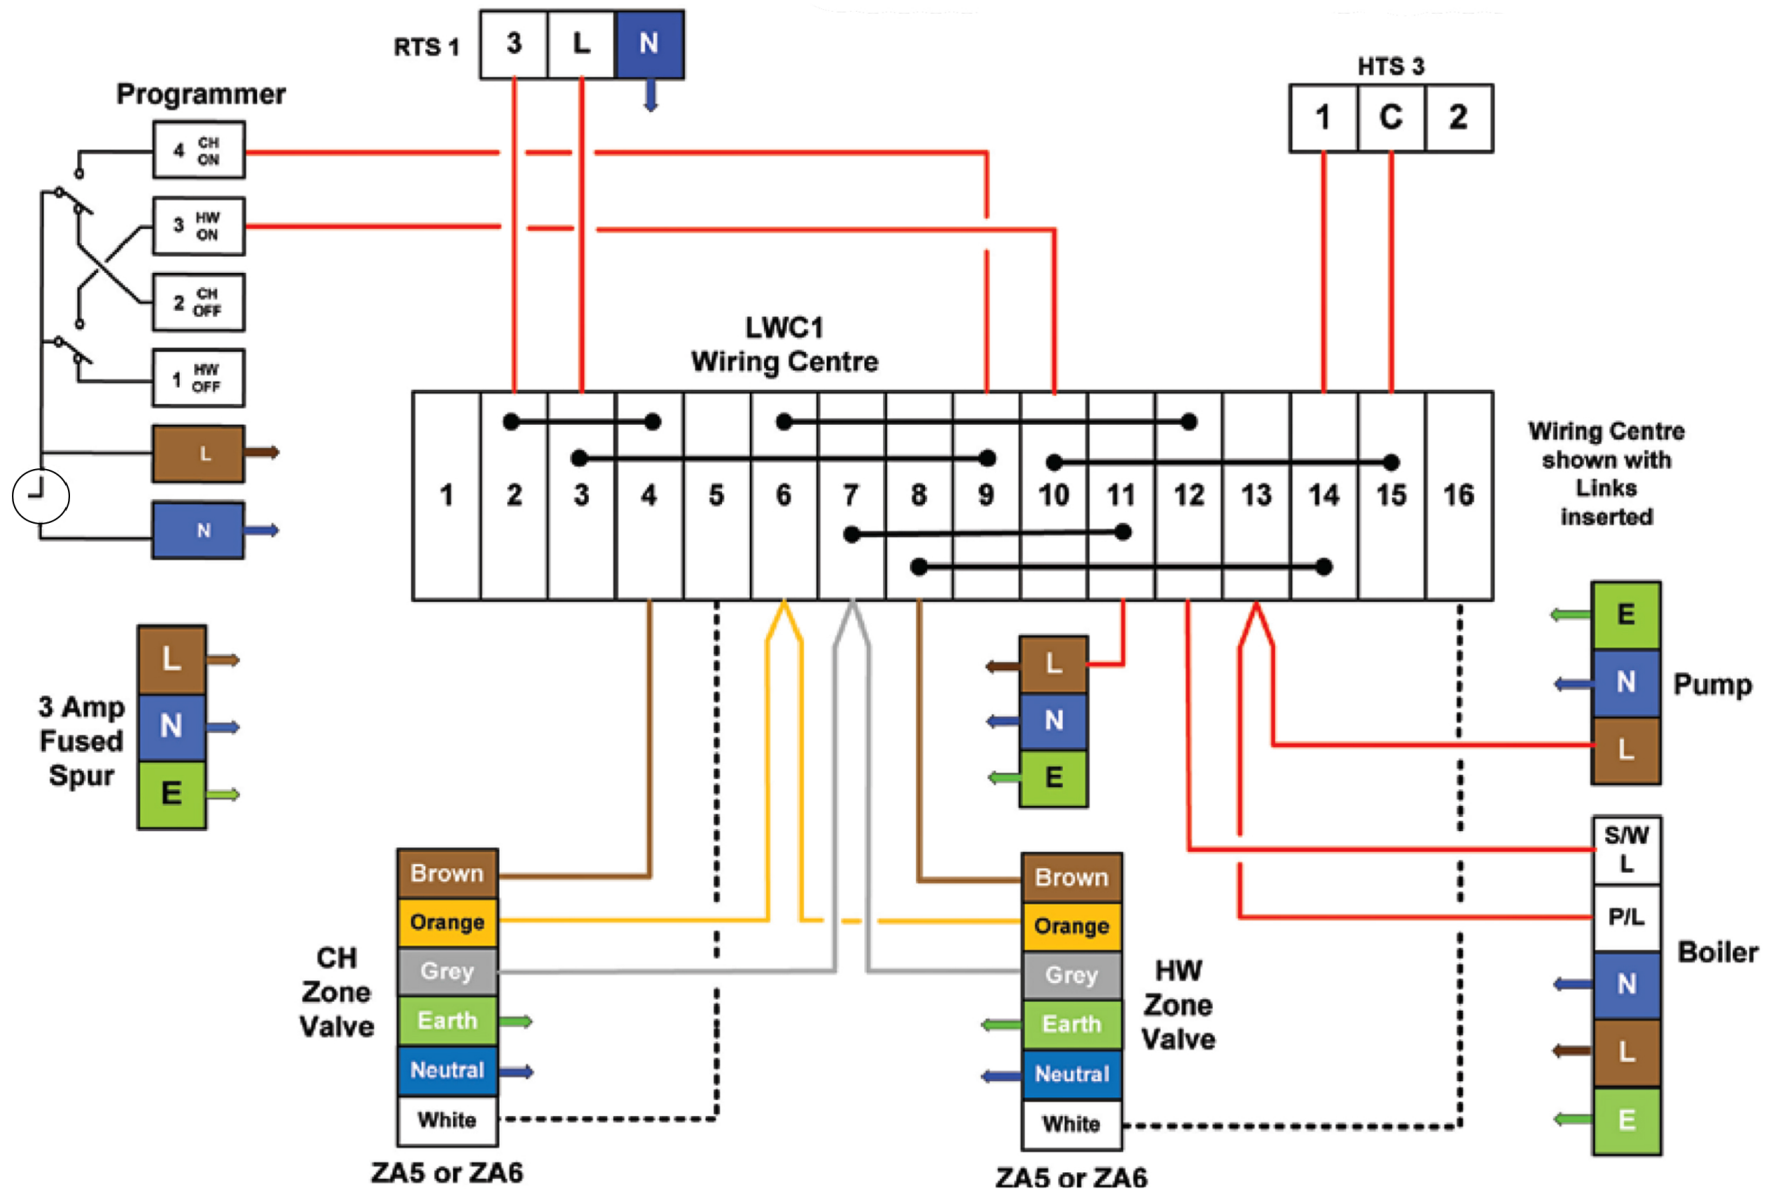 RTS 1
3 L N
HTS 3
1 C 2
Programmer
4 CH
ON
3 HW
ON
2 CH
OFF
1 HW
OFF
L
N
LWC1
Wiring Centre
1 2 3 4 5 6 7 8 9 10 11 12 13 14 15 16
Wiring Centre
shown with
Links
inserted
3 Amp
Fused
Spur
L
N
E
L
N
E
E
N
L
Pump
S/W
L
P/L
N
L
E
Boiler
CH
Zone
Valve
Brown
Orange
Grey
Earth
Neutral
White
ZA5 or ZA6
Brown
Orange
Grey
Earth
Neutral
White
HW
Zone
Valve
ZA5 or ZA6